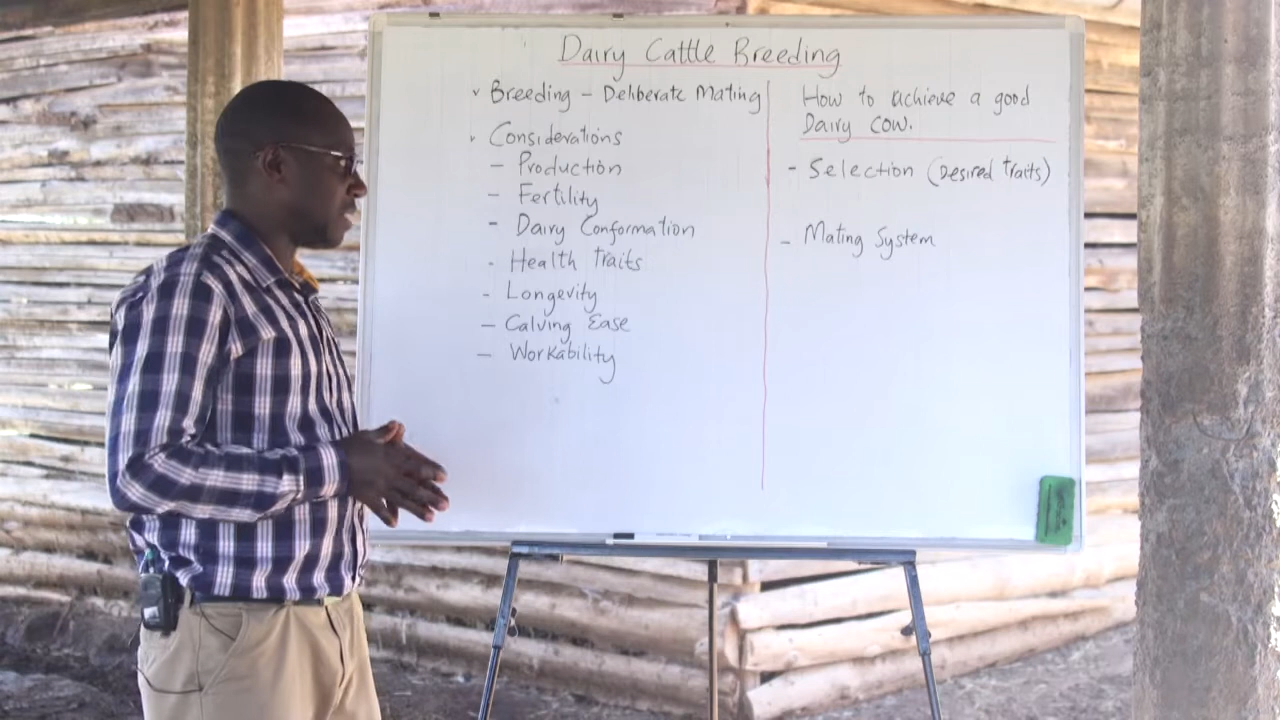 Dairy Cattle Breeding
Breeding - Deliberate Mating
Considerations
- Production
- Fertility
- Dairy Conformation
- Health Traits
- Longevity
- Calving Ease
- Workability
How to achieve a good
Dairy cow.
- Selection (Desired traits)
- Mating System